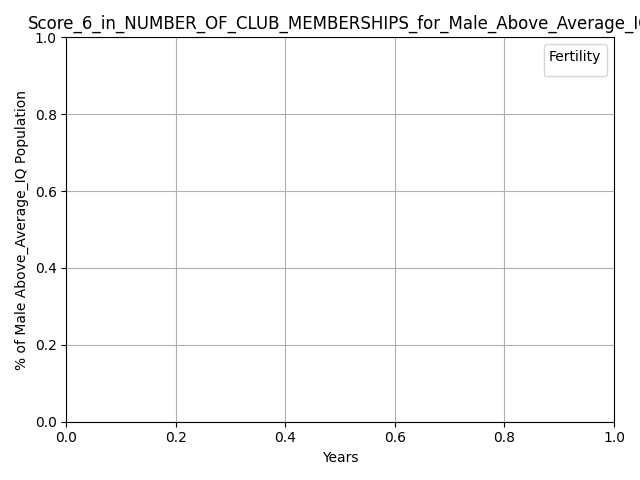 Score_6_in_NUMBER_OF_CLUB_MEMBERSHIPS_for_Male_Above_Average_I
Fertility
% of Male Above_Average_IQ Population
1.0
0.8
0.6
0.4
0.2
0.0
0.0 0.2 0.4 0.6 0.8 1.0
Years